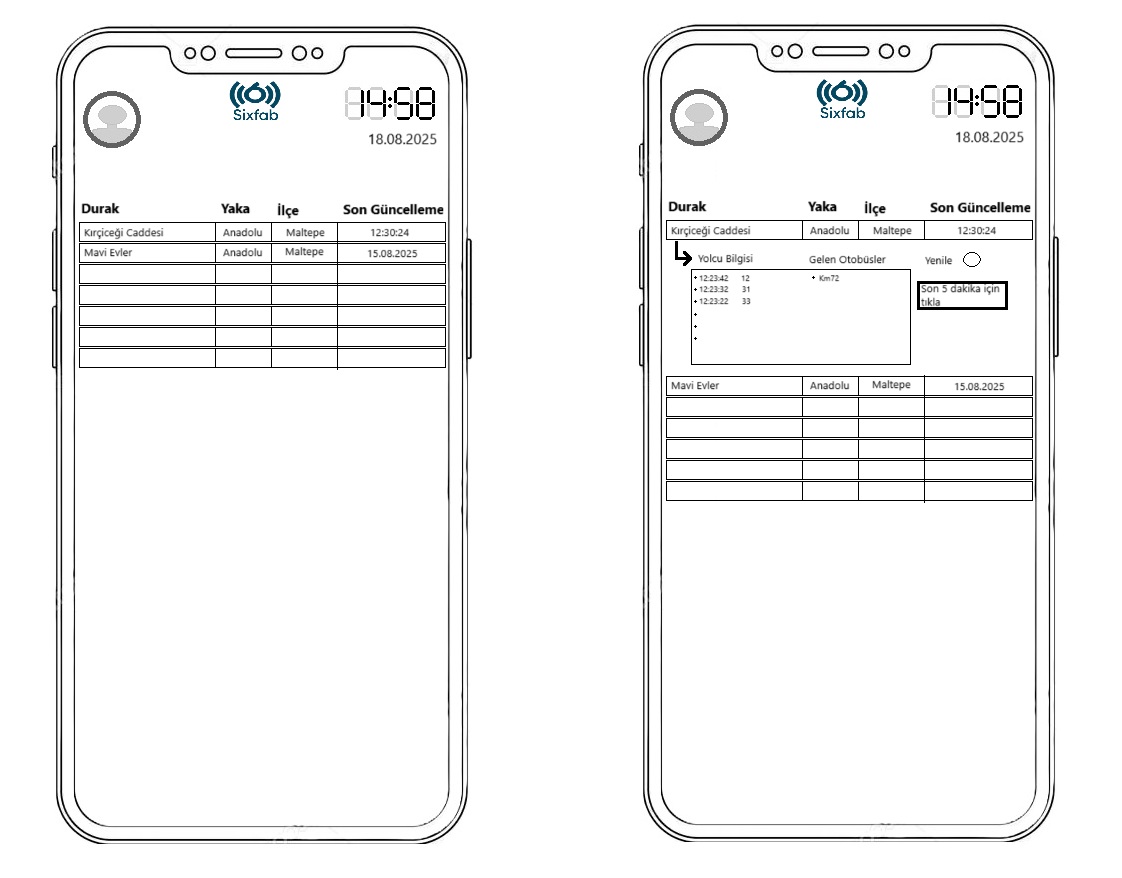 Sixfab
14:58
18.08.2025
Durak Yaka İlçe Son Güncelleme
Kırçiceği Caddesi Anadolu Maltepe 12:30:24
Mavi Evler Anadolu Maltepe 15.08.2025
Sixfab
14:58
18.08.2025
Durak Yaka İlçe Son Güncelleme
Kırçiceği Caddesi Anadolu Maltepe 12:30:24
Yolcu Bilgisi Gelen Otobüsler Yenile
• 12:23:42 12 • Km72
• 12:23:32 31
• 12:23:22 33
•
•
•
Son 5 dakika için
tıkla
Mavi Evler Anadolu Maltepe 15.08.2025